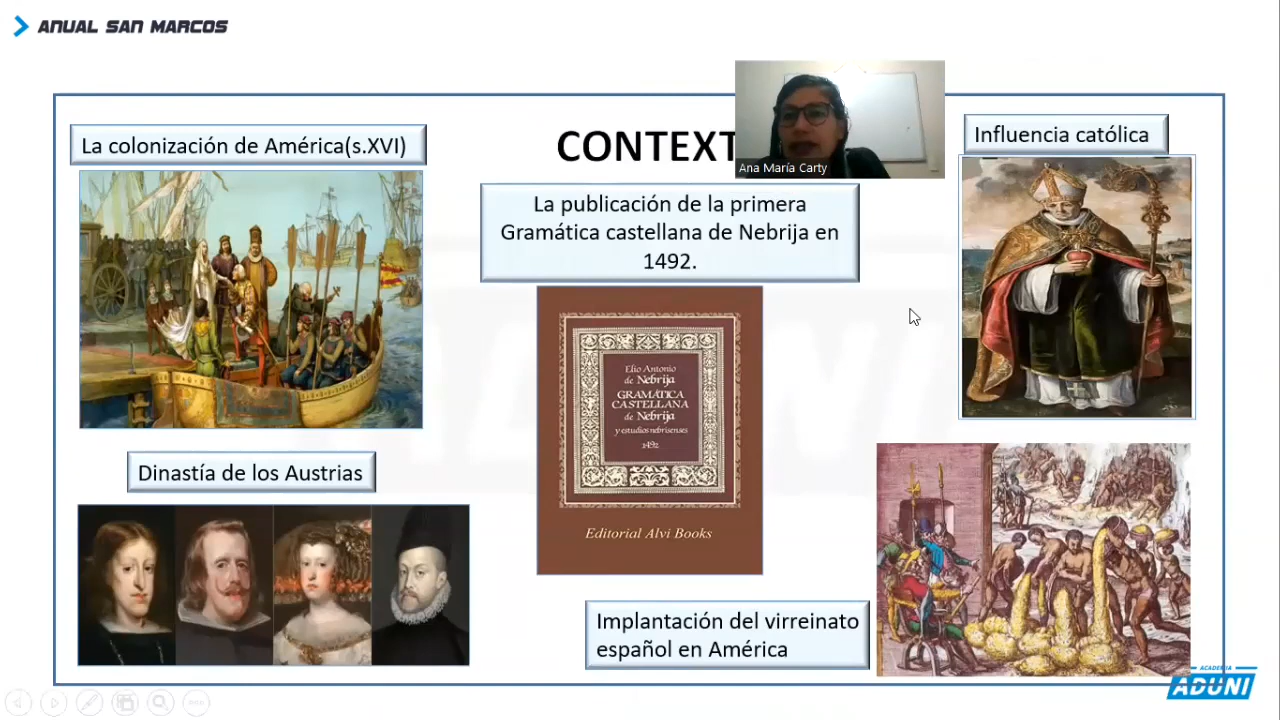 ANUAL SAN MARCOS
La colonización de América(s.XVI)
CONTEXT
Ana María Carty
Influencia católica
La publicación de la primera
Gramática castellana de Nebrija en
1492.
Elio Antonio
de Nebrija
GRAMÁTICA
CASTELLANA
de Nebrija
y estudios nebrisenses
1492
Editorial Alvi Books
Dinastía de los Austrias
Implantación del virreinato
español en América
ACADEMIA
ADUNI